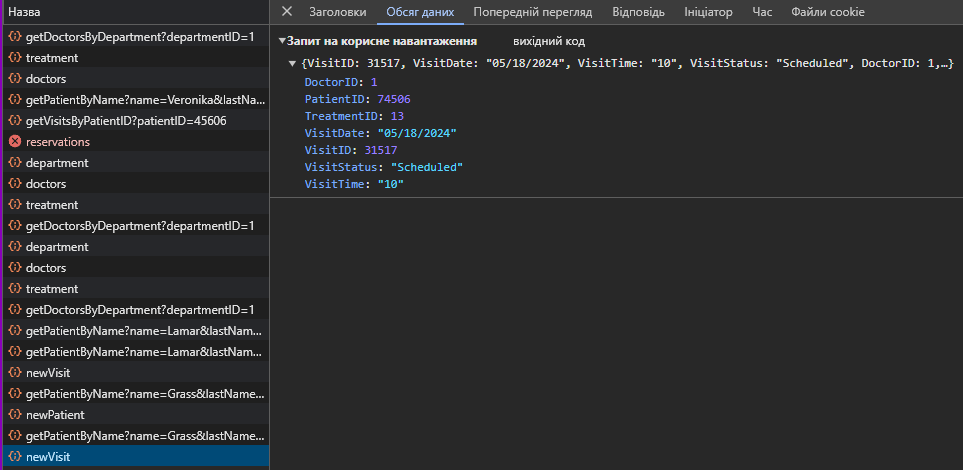 Назва
getDoctorsByDepartment?departmentID=1
treatment
doctors
getPatientByName?name=Veronika&lastNa...
getVisitsByPatientID?patientID=45606
reservations
department
doctors
treatment
getDoctorsByDepartment?departmentID=1
department
doctors
treatment
getDoctorsByDepartment?departmentID=1
getPatientByName?name=Lamar&lastNam...
getPatientByName?name=Lamar&lastNam...
newVisit
getPatientByName?name=Grass&lastName...
newPatient
getPatientByName?name=Grass&lastName...
newVisit
Заголовки Обсяг даних Попередній перегляд Відповідь Ініціатор Час Файли cookie
Запит на корисне навантаження вихідний код
{VisitID: 31517, VisitDate: "05/18/2024", VisitTime: "10", VisitStatus: "Scheduled", DoctorID: 1,…}
DoctorID: 1
PatientID: 74506
TreatmentID: 13
VisitDate: "05/18/2024"
VisitID: 31517
VisitStatus: "Scheduled"
VisitTime: "10"